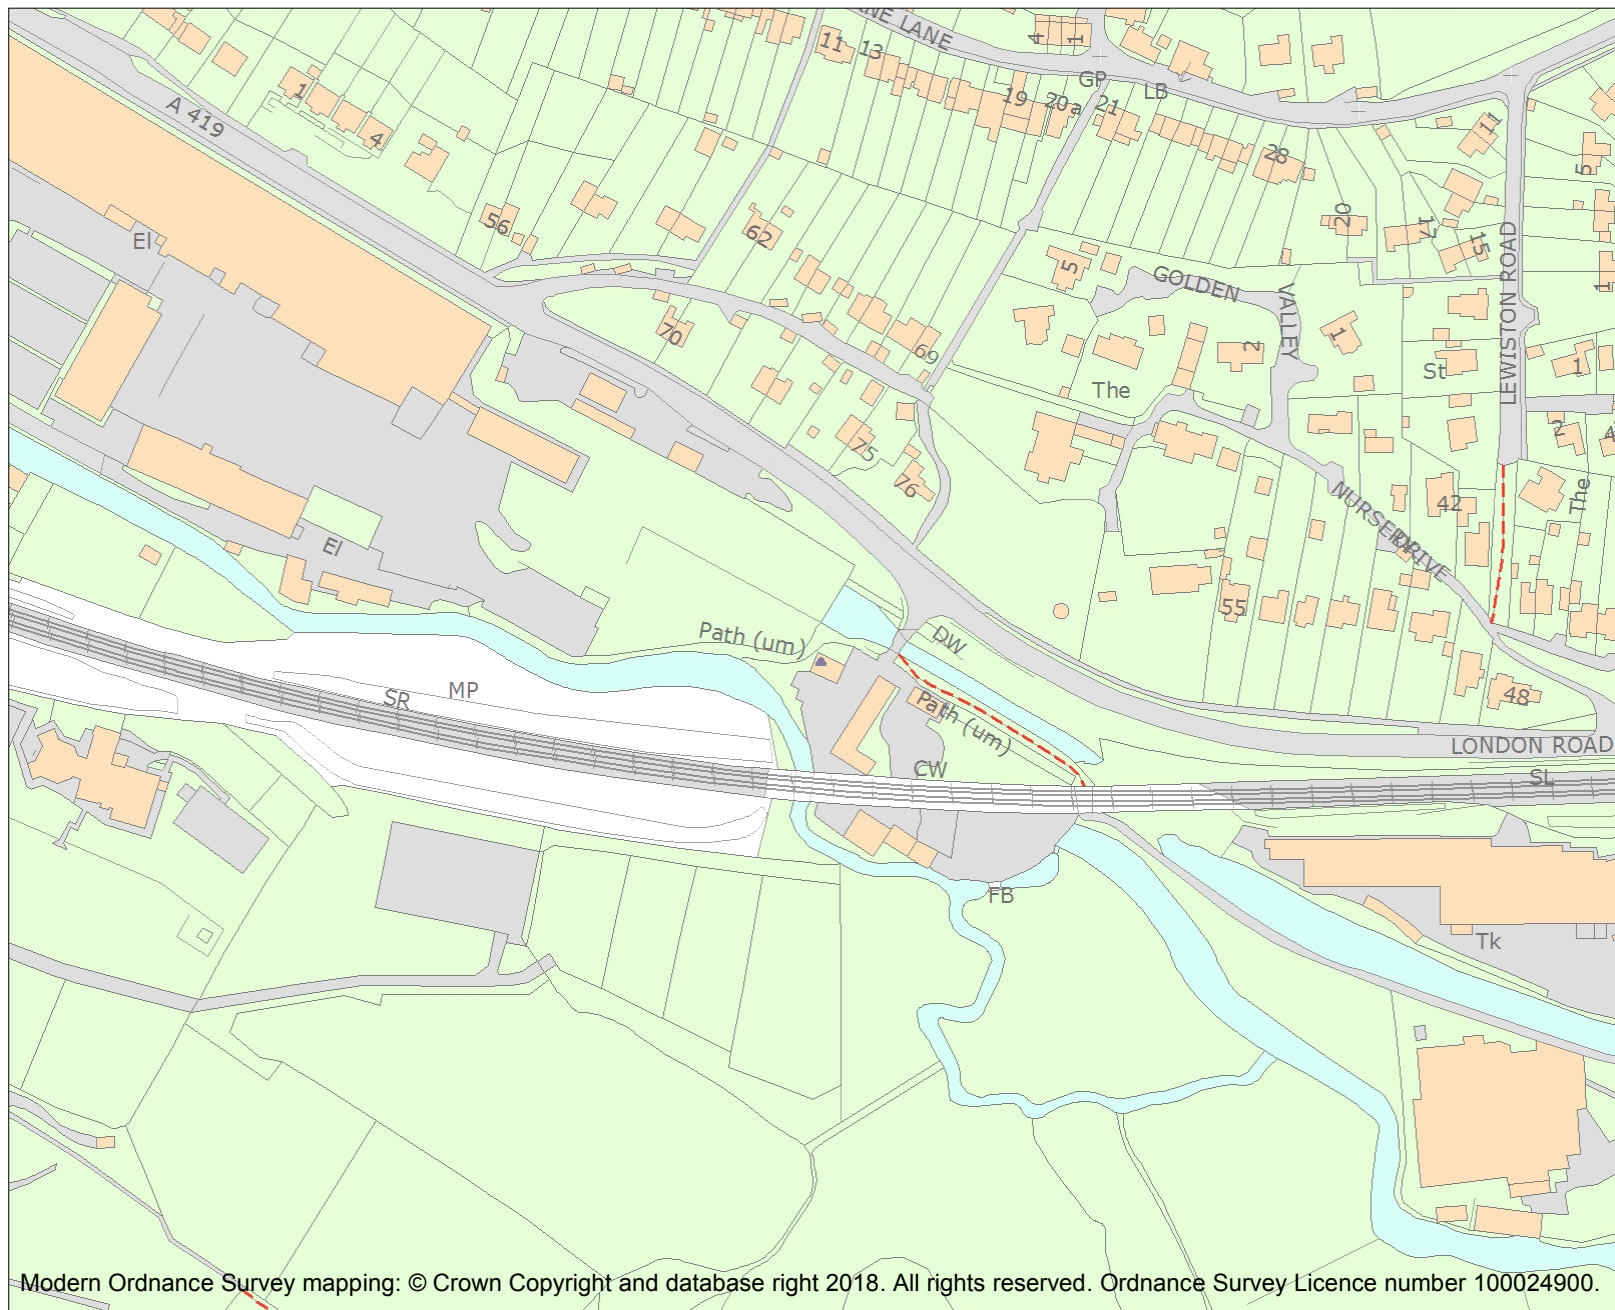 NE LANE
11
13
4
1
GP
LB
19
20a
21
28
11
5
A 419
1
4
56
62
El
20
17
15
5
GOLDEN
VALLEY
LEWISTON ROAD
1
70
69
1
2
St
1
The
75
76
2
4
42
The
NURSERY
DRIVE
El
55
Path (um)
DW
SR
MP
Path (um)
48
LONDON ROAD
CW
SL
FB
Tk
Modern Ordnance Survey mapping: © Crown Copyright and database right 2018. All rights reserved. Ordnance Survey Licence number 100024900.